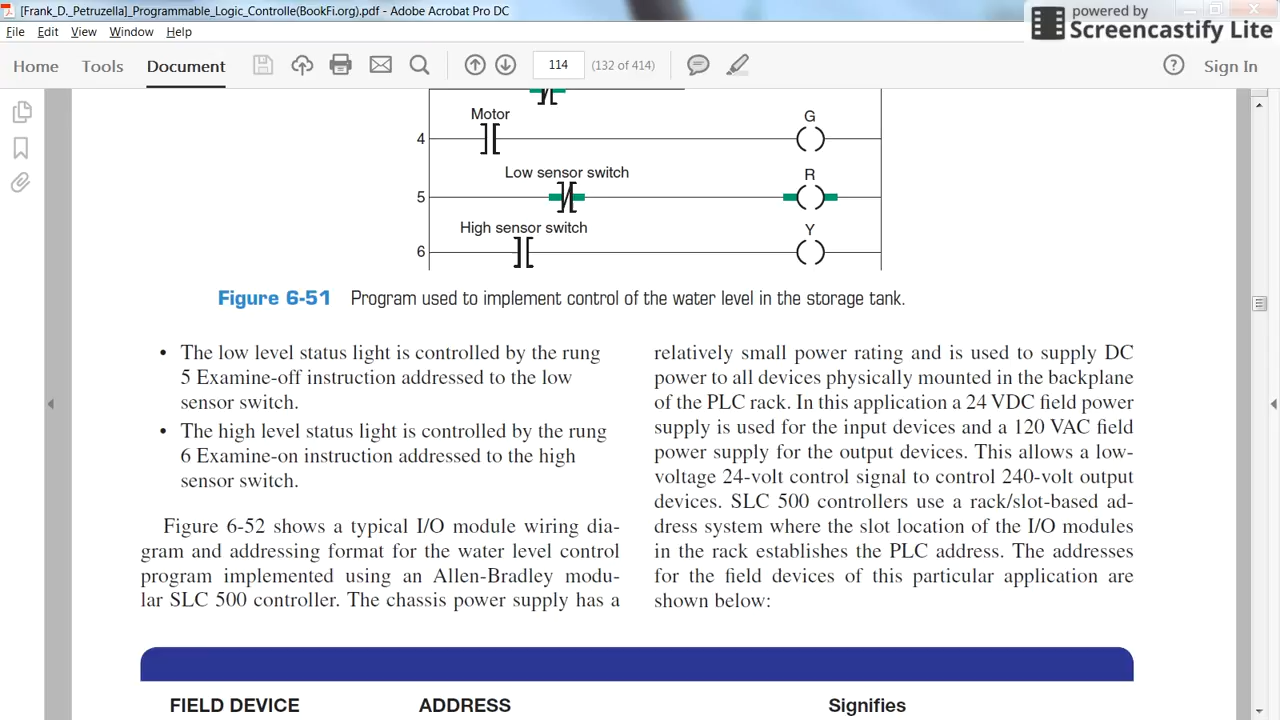 [Frank_D._Petruzella]_Programmable_Logic_Controlle(BookFi.org).pdf - Adobe Acrobat Pro DC
powered by
Screencastify Lite
File Edit View Window Help
Home Tools Document 114 (132 of 414) Sign In
Motor G
4
Low sensor switch R
5
High sensor switch Y
6
Figure 6-51 Program used to implement control of the water level in the storage tank.
• The low level status light is controlled by the rung
5 Examine-off instruction addressed to the low
sensor switch.
• The high level status light is controlled by the rung
6 Examine-on instruction addressed to the high
sensor switch.
Figure 6-52 shows a typical I/O module wiring dia-
gram and addressing format for the water level control
program implemented using an Allen-Bradley modu-
lar SLC 500 controller. The chassis power supply has a
relatively small power rating and is used to supply DC
power to all devices physically mounted in the backplane
of the PLC rack. In this application a 24 VDC field power
supply is used for the input devices and a 120 VAC field
power supply for the output devices. This allows a low-
voltage 24-volt control signal to control 240-volt output
devices. SLC 500 controllers use a rack/slot-based ad-
dress system where the slot location of the I/O modules
in the rack establishes the PLC address. The addresses
for the field devices of this particular application are
shown below:
FIELD DEVICE ADDRESS Signifies